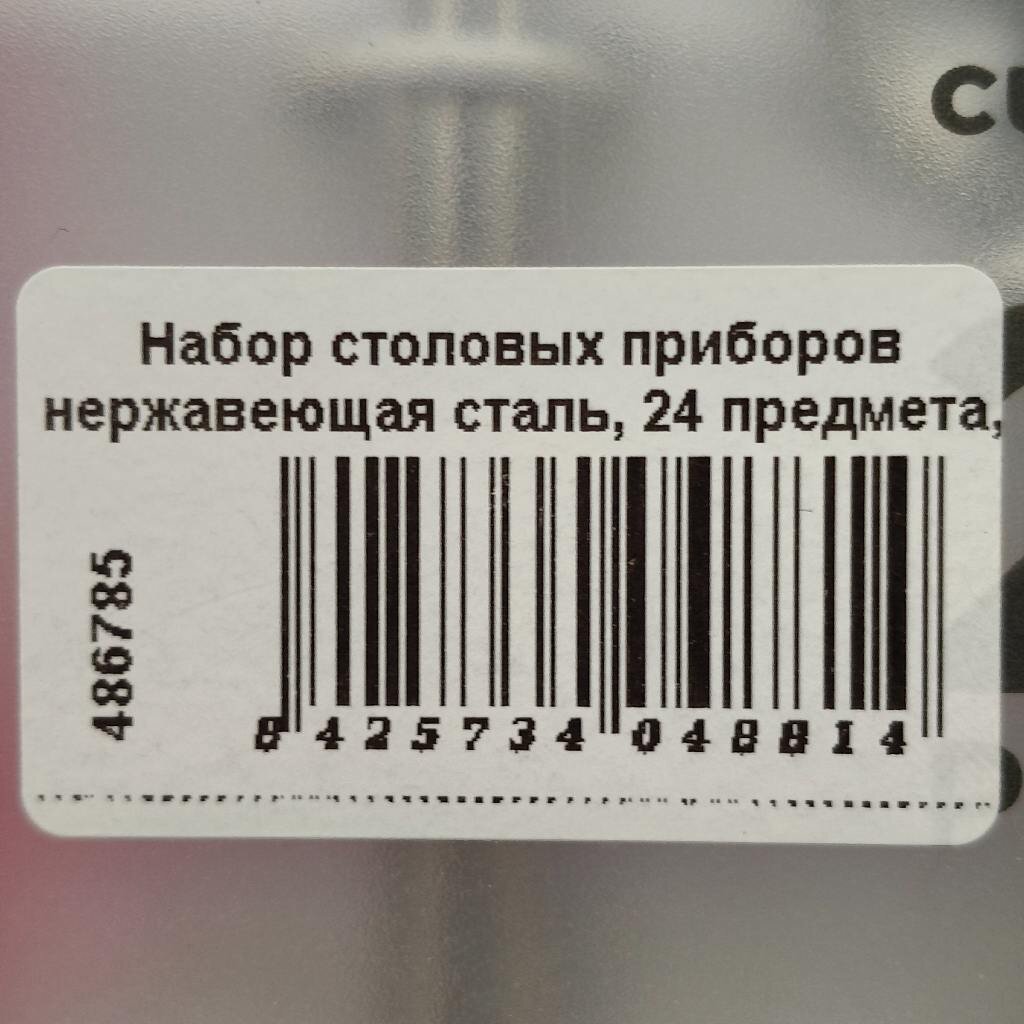 Набор столовых приборов
нержавеющая сталь, 24 предмета,
486785
8 425734 048814